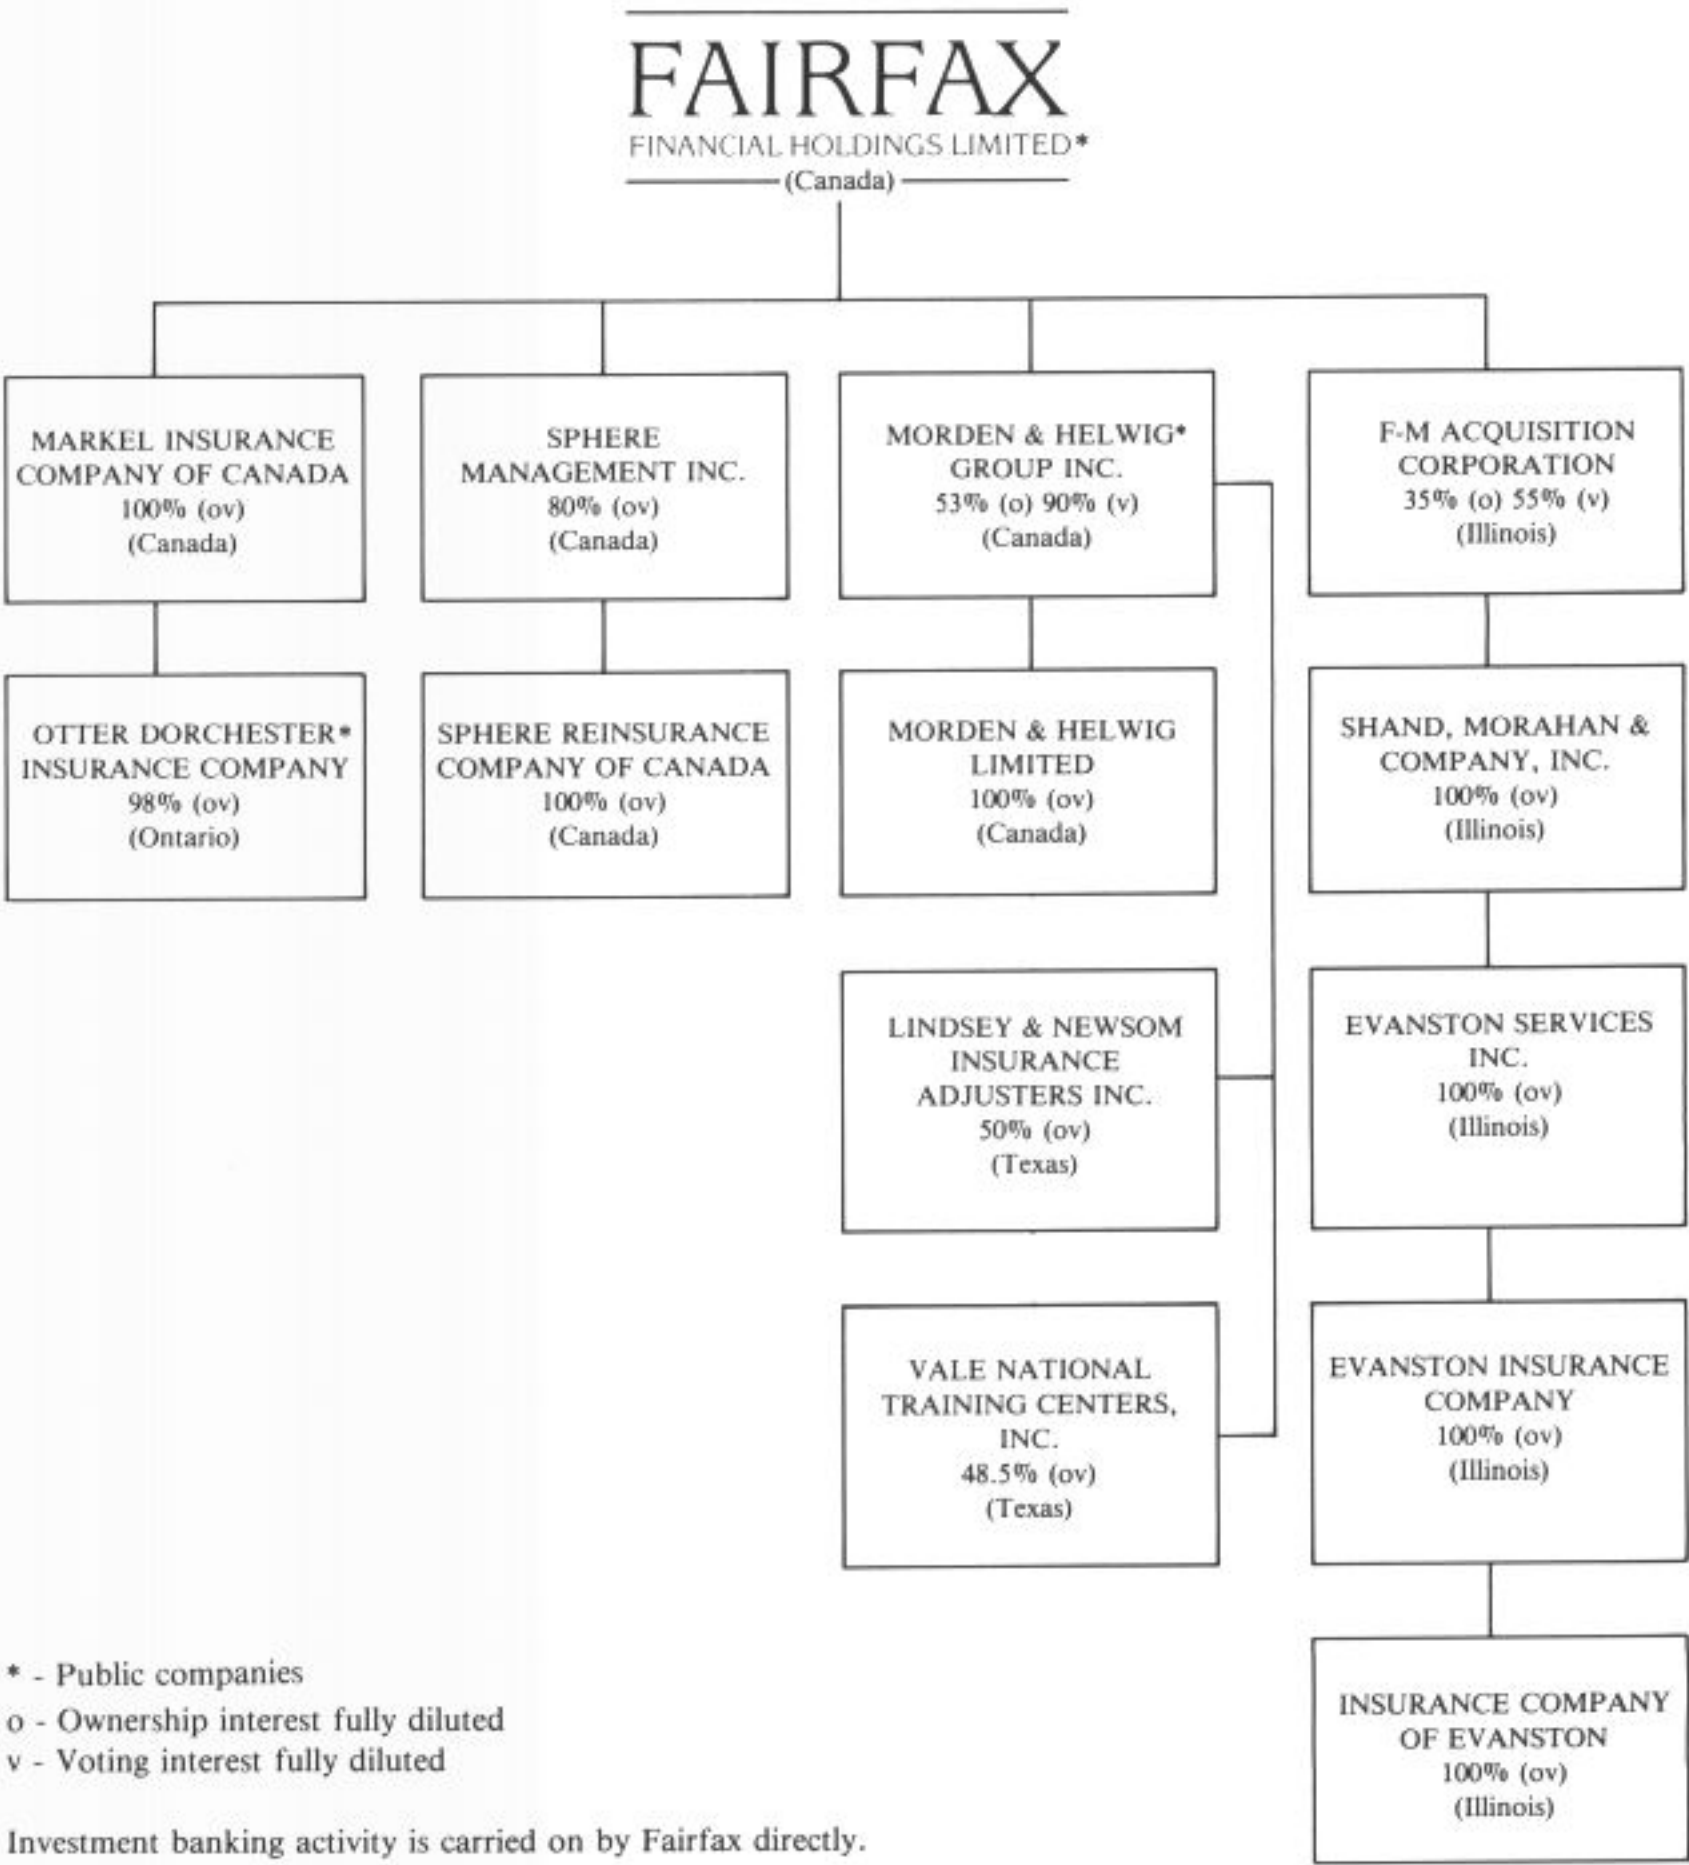 FAIRFAX
FINANCIAL HOLDINGS LIMITED*
(Canada)
MARKEL INSURANCE
COMPANY OF CANADA
100% (ov)
(Canada)
SPHERE
MANAGEMENT INC.
80% (ov)
(Canada)
MORDEN & HELWIG*
GROUP INC.
53% (o) 90% (v)
(Canada)
F-M ACQUISITION
CORPORATION
35% (o) 55% (v)
(Illinois)
OTTER DORCHESTER*
INSURANCE COMPANY
98% (ov)
(Ontario)
SPHERE REINSURANCE
COMPANY OF CANADA
100% (ov)
(Canada)
MORDEN & HELWIG
LIMITED
100% (ov)
(Canada)
SHAND, MORAHAN &
COMPANY, INC.
100% (ov)
(Illinois)
LINDSEY & NEWSOM
INSURANCE
ADJUSTERS INC.
50% (ov)
(Texas)
EVANSTON SERVICES
INC.
100% (ov)
(Illinois)
VALE NATIONAL
TRAINING CENTERS,
INC.
48.5% (ov)
(Texas)
EVANSTON INSURANCE
COMPANY
100% (ov)
(Illinois)
INSURANCE COMPANY
OF EVANSTON
100% (ov)
(Illinois)
* - Public companies
o - Ownership interest fully diluted
v - Voting interest fully diluted
Investment banking activity is carried on by Fairfax directly.